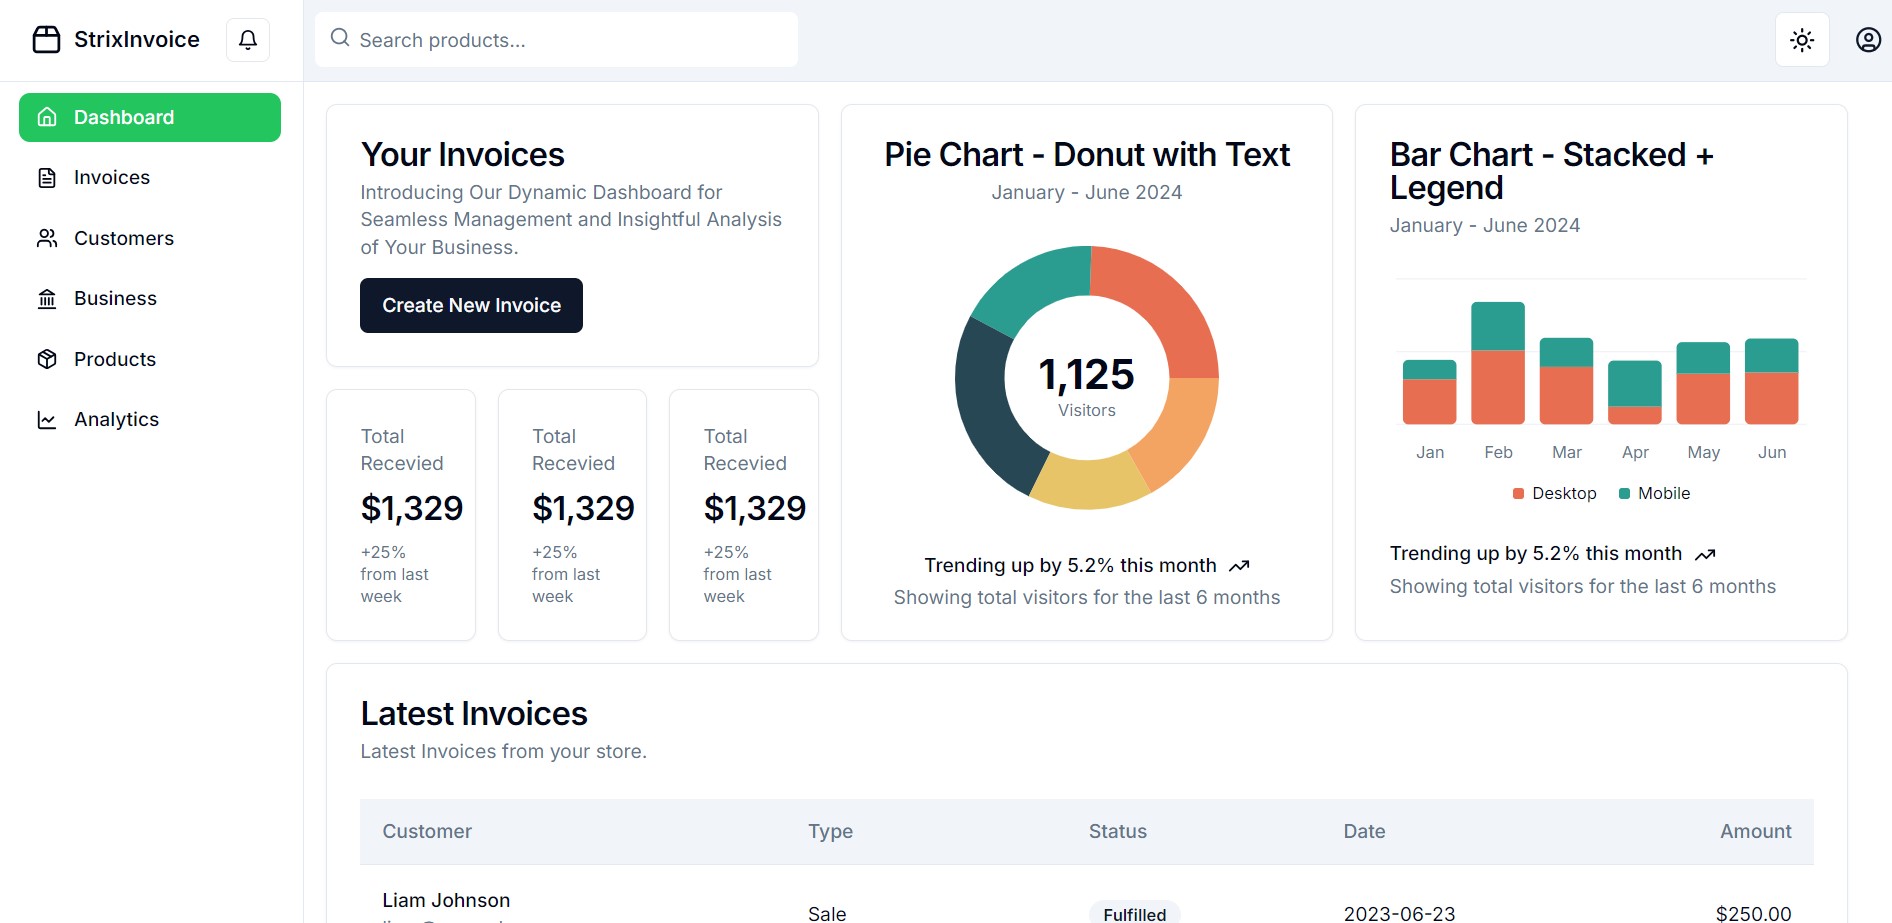 StrixInvoice
Search products...
Dashboard
Invoices
Customers
Business
Products
Analytics
Your Invoices
Introducing Our Dynamic Dashboard for
Seamless Management and Insightful Analysis
of Your Business.
Create New Invoice
Total
Recevied
$1,329
+25%
from last
week
Total
Recevied
$1,329
+25%
from last
week
Total
Recevied
$1,329
+25%
from last
week
Pie Chart - Donut with Text
January - June 2024
1,125
Visitors
Trending up by 5.2% this month
Showing total visitors for the last 6 months
Bar Chart - Stacked +
Legend
January - June 2024
Jan Feb Mar Apr May Jun
Desktop Mobile
Trending up by 5.2% this month
Showing total visitors for the last 6 months
Latest Invoices
Latest Invoices from your store.
Customer Type Status Date Amount
Liam Johnson
Sale Fulfilled 2023-06-23 $250.00